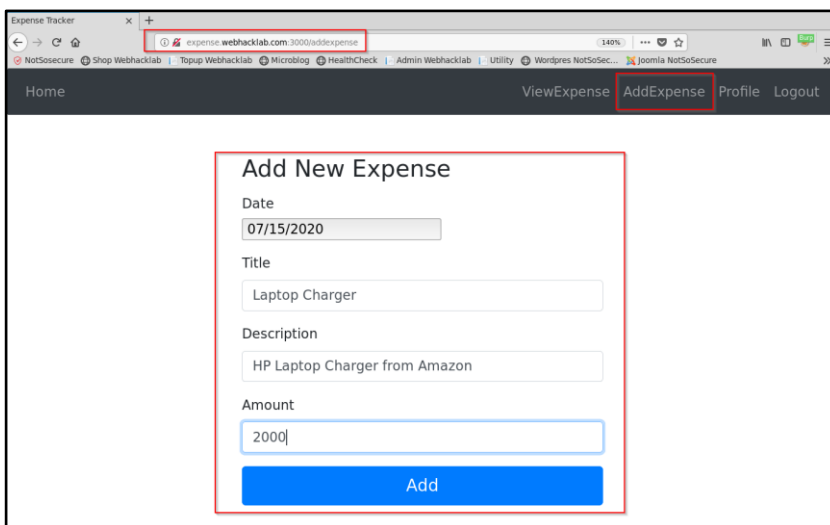 Expense Tracker
expense.webhacklab.com:3000/addexpense
140%
Burp
NotSosecure Shop Webhacklab Topup Webhacklab Microblog HealthCheck Admin Webhacklab Utility Wordpres NotSoSec... Joomla NotSoSecure
Home ViewExpense AddExpense Profile Logout
Add New Expense
Date
07/15/2020
Title
Laptop Charger
Description
HP Laptop Charger from Amazon
Amount
2000
Add